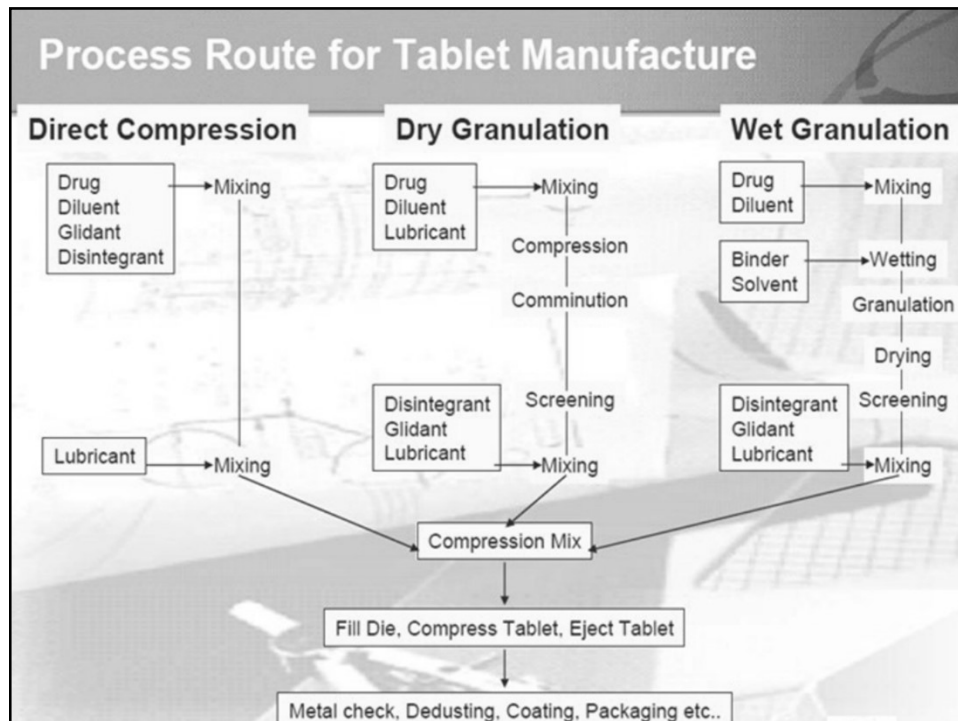 Process Route for Tablet Manufacture
Direct Compression
Drug
Diluent
Glidant
Disintegrant
Mixing
Lubricant
Mixing
Dry Granulation
Drug
Diluent
Lubricant
Mixing
Compression
Comminution
Screening
Disintegrant
Glidant
Lubricant
Mixing
Wet Granulation
Drug
Diluent
Mixing
Binder
Solvent
Wetting
Granulation
Drying
Screening
Disintegrant
Glidant
Lubricant
Mixing
Compression Mix
Fill Die, Compress Tablet, Eject Tablet
Metal check, Dedusting, Coating, Packaging etc..